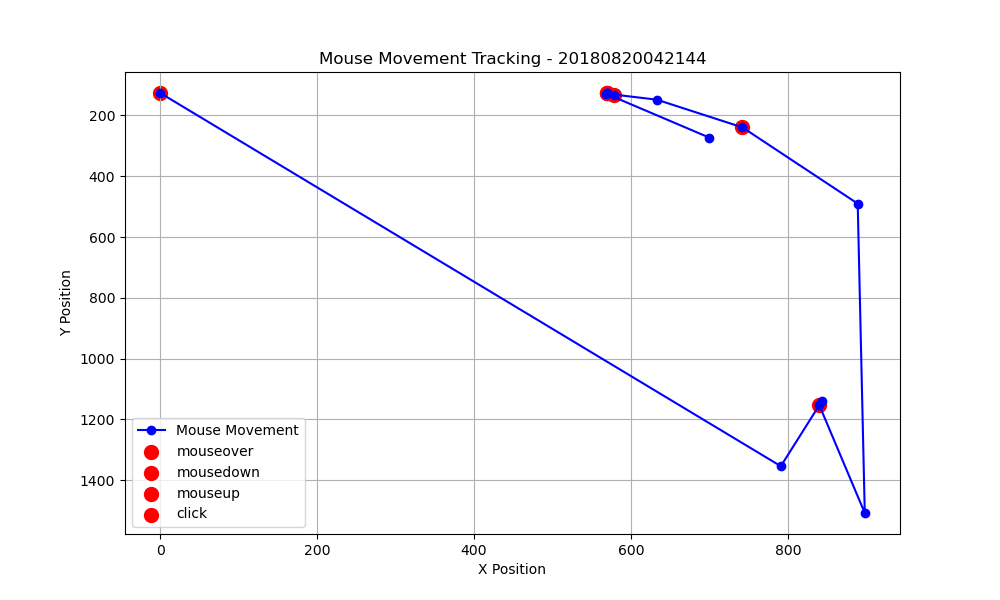 Mouse Movement Tracking - 20180820042144
Y Position
200
400
600
800
1000
1200
1400
Mouse Movement
mouseover
mousedown
mouseup
click
0 200 400 600 800
X Position